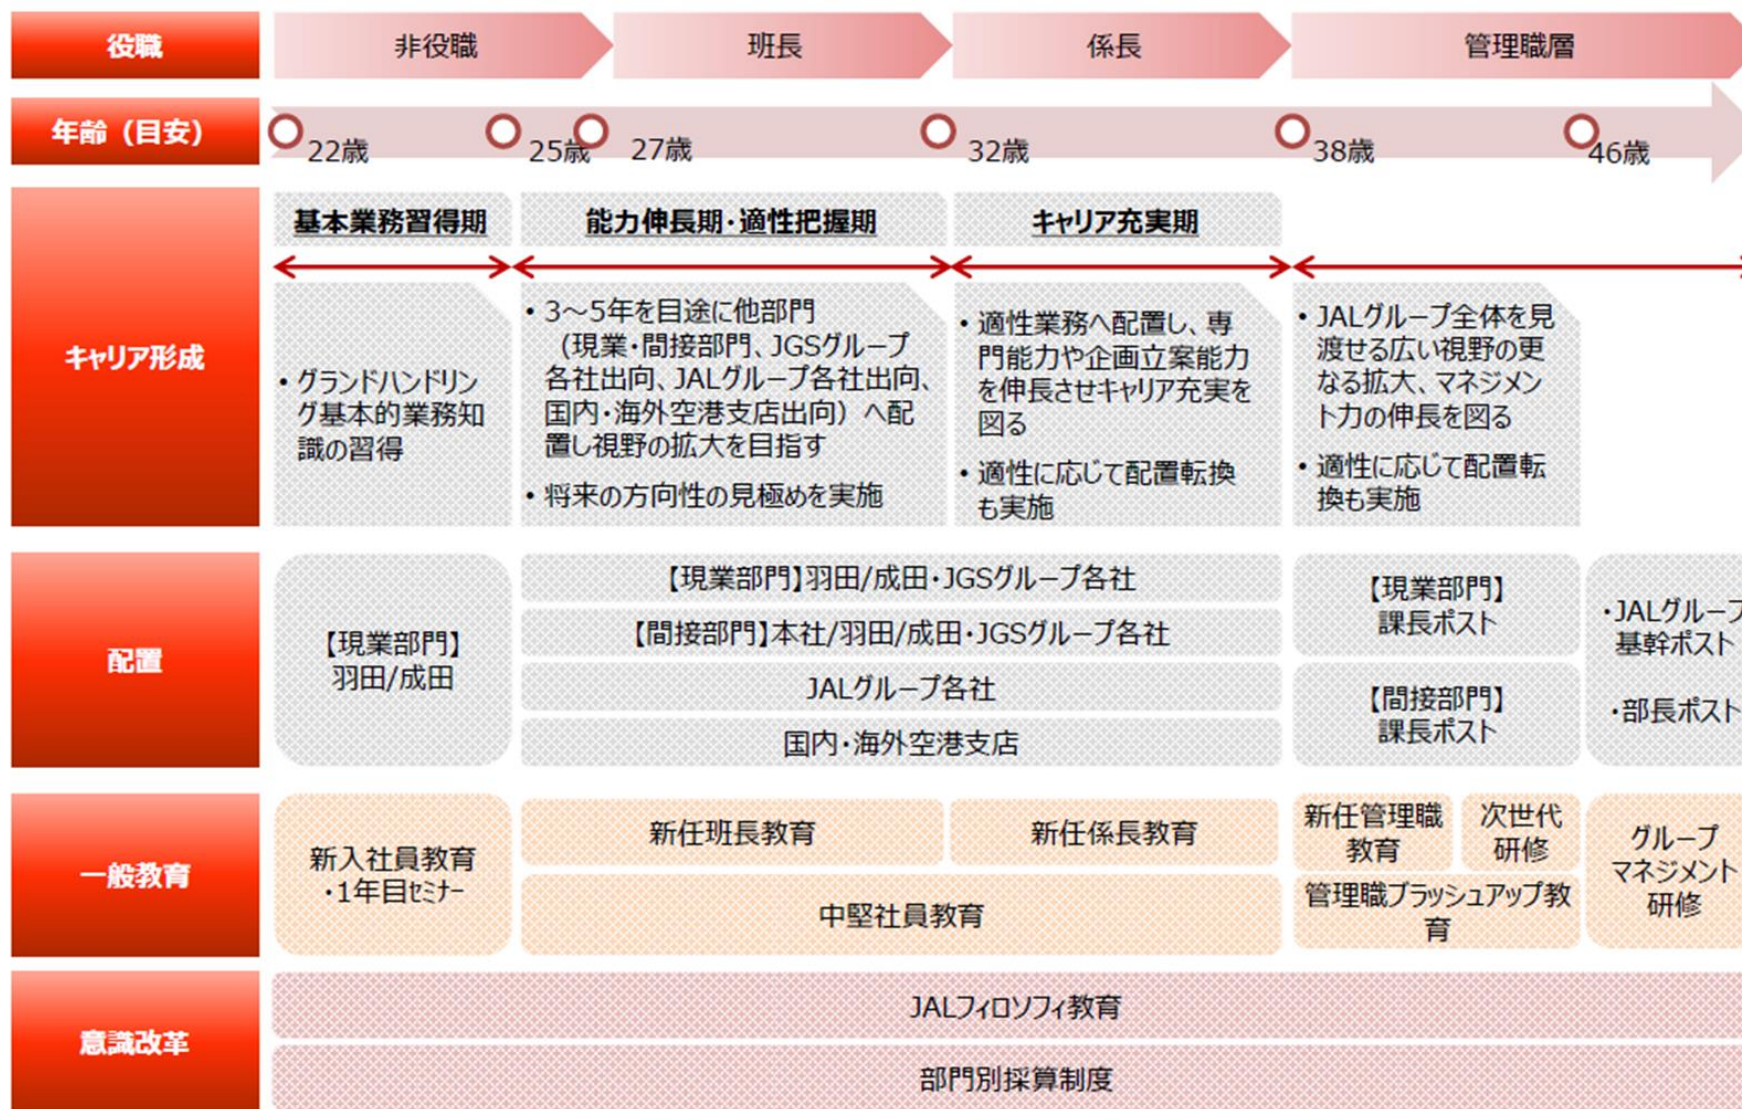 役職
非役職
班長
係長
管理職層
年齢（目安）
22歳
25歳
27歳
32歳
38歳
46歳
キャリア形成
基本業務習得期
能力伸長期・適性把握期
キャリア充実期
・グランドハンドリン
グ基本的業務知
識の習得
・3～5年を目途に他部門
（現業・間接部門、JGSグループ
各社出向、JALグループ各社出向、
国内・海外空港支店出向）へ配
置し視野の拡大を目指す
・将来の方向性の見極めを実施
・適性業務へ配置し、専
門能力や企画立案能力
を伸長させキャリア充実を
図る
・適性に応じて配置転換
も実施
・JALグループ全体を見
渡せる広い視野の更
なる拡大、マネジメン
ト力の伸長を図る
・適性に応じて配置転
換も実施
配置
【現業部門】
羽田/成田
【現業部門】羽田/成田・JGSグループ各社
【間接部門】本社/羽田/成田・JGSグループ各社
JALグループ各社
国内・海外空港支店
【現業部門】
課長ポスト
【間接部門】
課長ポスト
・JALグループ
基幹ポスト
・部長ポスト
一般教育
新入社員教育
・1年目セミナー
新任班長教育
新任係長教育
中堅社員教育
新任管理職
教育
次世代
研修
管理職ブラッシュアップ教
育
グループ
マネジメント
研修
意識改革
JALフィロソフィ教育
部門別採算制度